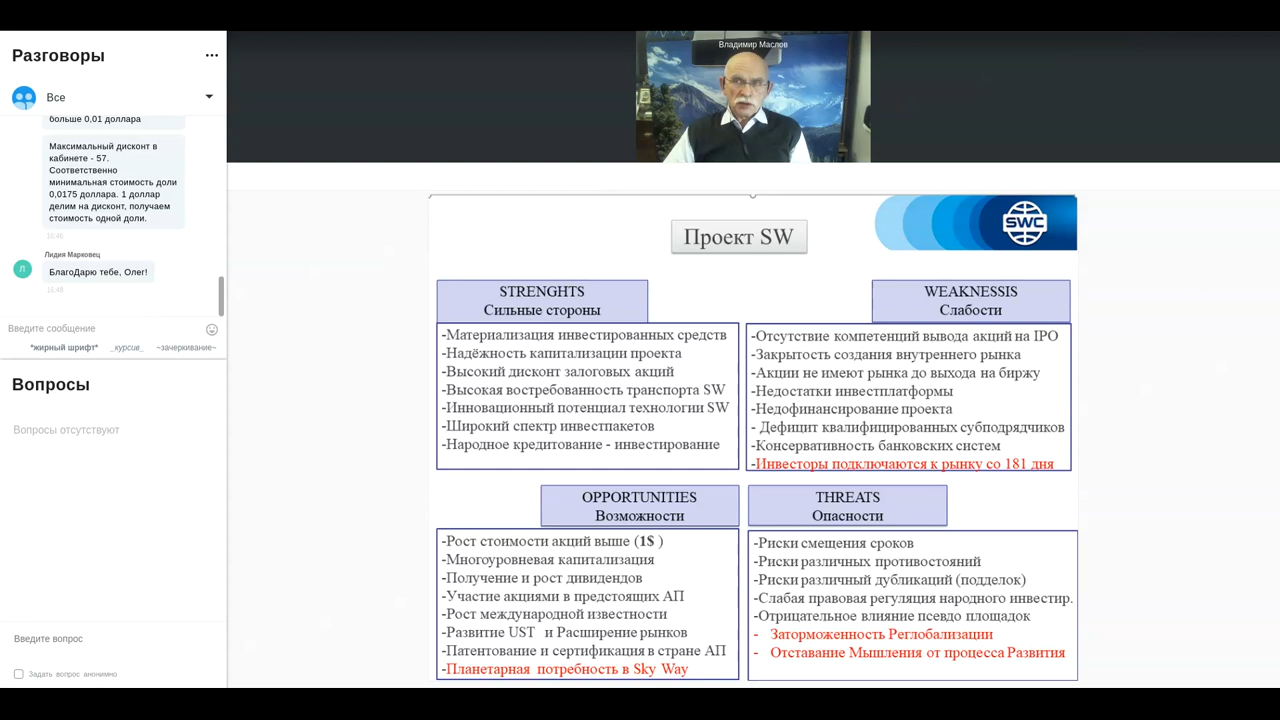 Разговоры
Все
больше 0,01 доллара
Максимальный дисконт в
кабинете - 57.
Соответственно
минимальная стоимость доли
0,0175 доллара. 1 доллар
делим на дисконт, получаем
стоимость одной доли.
16:46
Лидия Марковец
Л
БлагоДарю тебе, Олег!
16:48
Введите сообщение
*жирный шрифт* _курсив_ ~зачеркивание~
Вопросы
Вопросы отсутствуют
Введите вопрос
Задать вопрос анонимно
Владимир Маслов
SWC
Проект SW
STRENGHTS
Сильные стороны
-Материализация инвестированных средств
-Надёжность капитализации проекта
-Высокий дисконт залоговых акций
-Высокая востребованность транспорта SW
-Инновационный потенциал технологии SW
-Широкий спектр инвестпакетов
-Народное кредитование - инвестирование
WEAKNESSIS
Слабости
-Отсутствие компетенций вывода акций на IPO
-Закрытость создания внутреннего рынка
-Акции не имеют рынка до выхода на биржу
-Недостатки инвестплатформы
-Недофинансирование проекта
- Дефицит квалифицированных субподрядчиков
-Консервативность банковских систем
-Инвесторы подключаются к рынку со 181 дня
OPPORTUNITIES
Возможности
-Рост стоимости акций выше (1$ )
-Многоуровневая капитализация
-Получение и рост дивидендов
-Участие акциями в предстоящих АП
-Рост международной известности
-Развитие UST и Расширение рынков
-Патентование и сертификация в стране АП
-Планетарная потребность в Sky Way
THREATS
Опасности
-Риски смещения сроков
-Риски различных противостояний
-Риски различный дубликаций (подделок)
-Слабая правовая регуляция народного инвестир.
-Отрицательное влияние псевдо площадок
- Заторможенность Реглобализации
- Отставание Мышления от процесса Развития